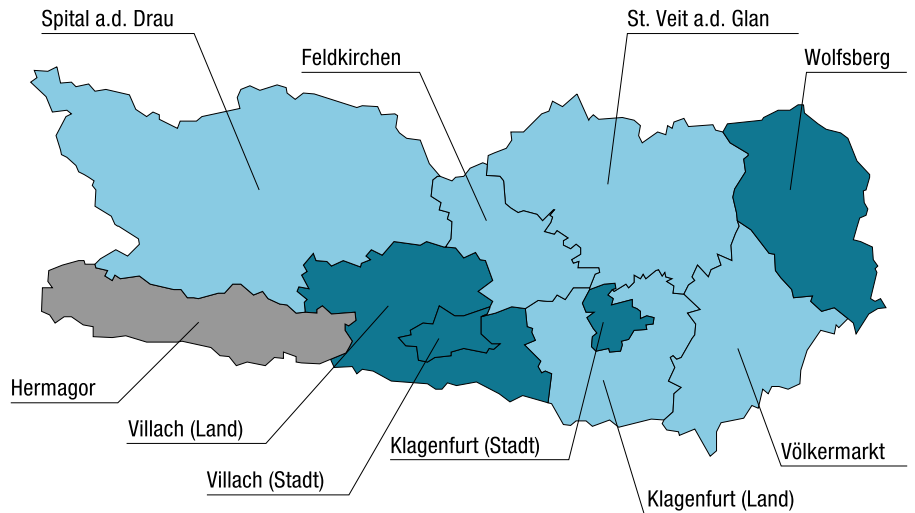 Spital a.d. Drau
St. Veit a.d. Glan
Feldkirchen
Wolfsberg
Hermagor
Villach (Land)
Klagenfurt (Stadt)
Völkermarkt
Villach (Stadt)
Klagenfurt (Land)